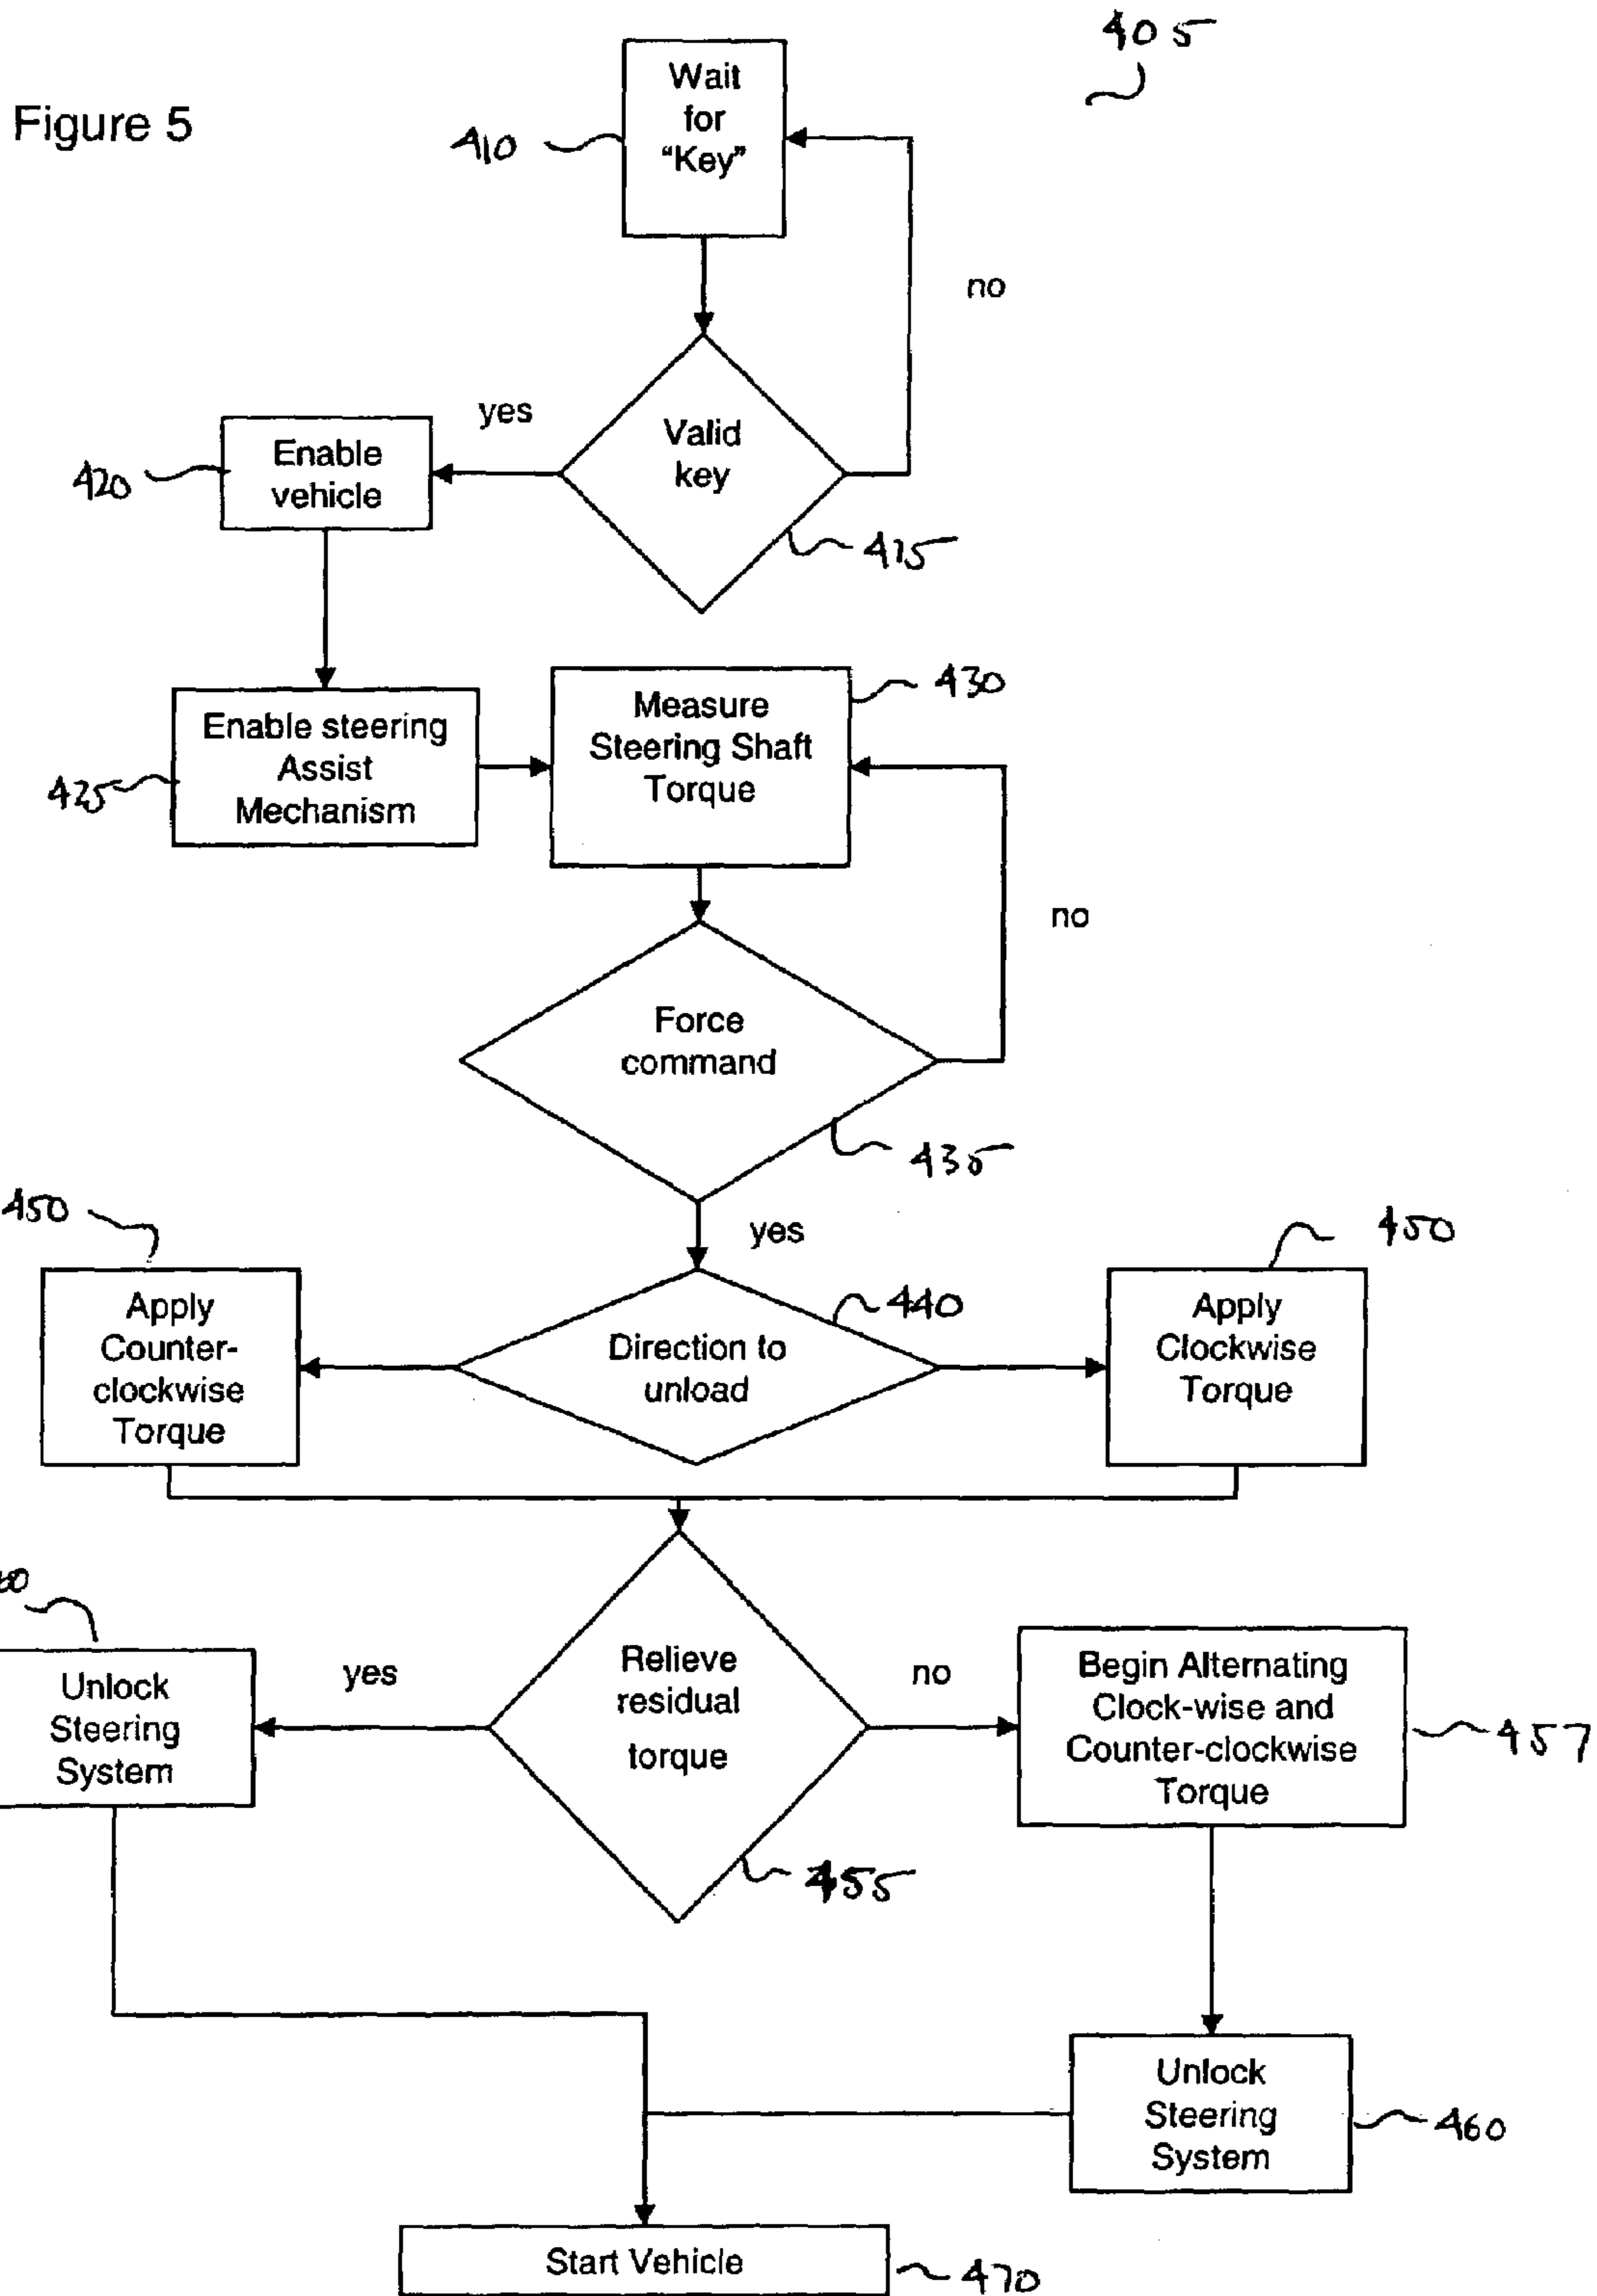 405
Figure 5
Wait
for
“Key”
410
no
yes
Valid
key
Enable
vehicle
420
415
430
Measure
Steering Shaft
Torque
Enable steering
Assist
Mechanism
425
no
Force
command
435
450
yes
450
440
Apply
Counter-
clockwise
Torque
Direction to
unload
Apply
Clockwise
Torque
Unlock
Steering
System
yes
Relieve
residual
torque
no
Begin Alternating
Clock-wise and
Counter-clockwise
Torque
457
455
Unlock
Steering
System
460
Start Vehicle
470